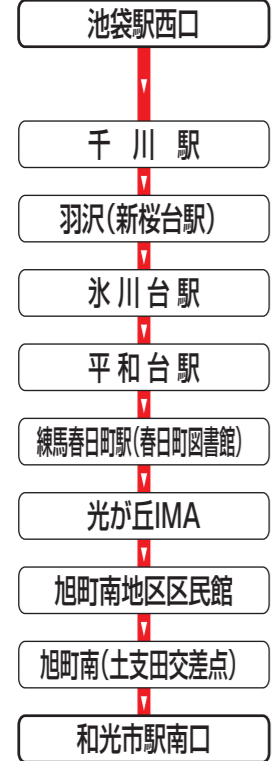 池袋駅西口
千川駅
羽沢(新桜台駅)
氷川台駅
平和台駅
練馬春日町駅(春日町図書館)
光が丘IMA
旭町南地区区民館
旭町南(土支田交差点)
和光市駅南口